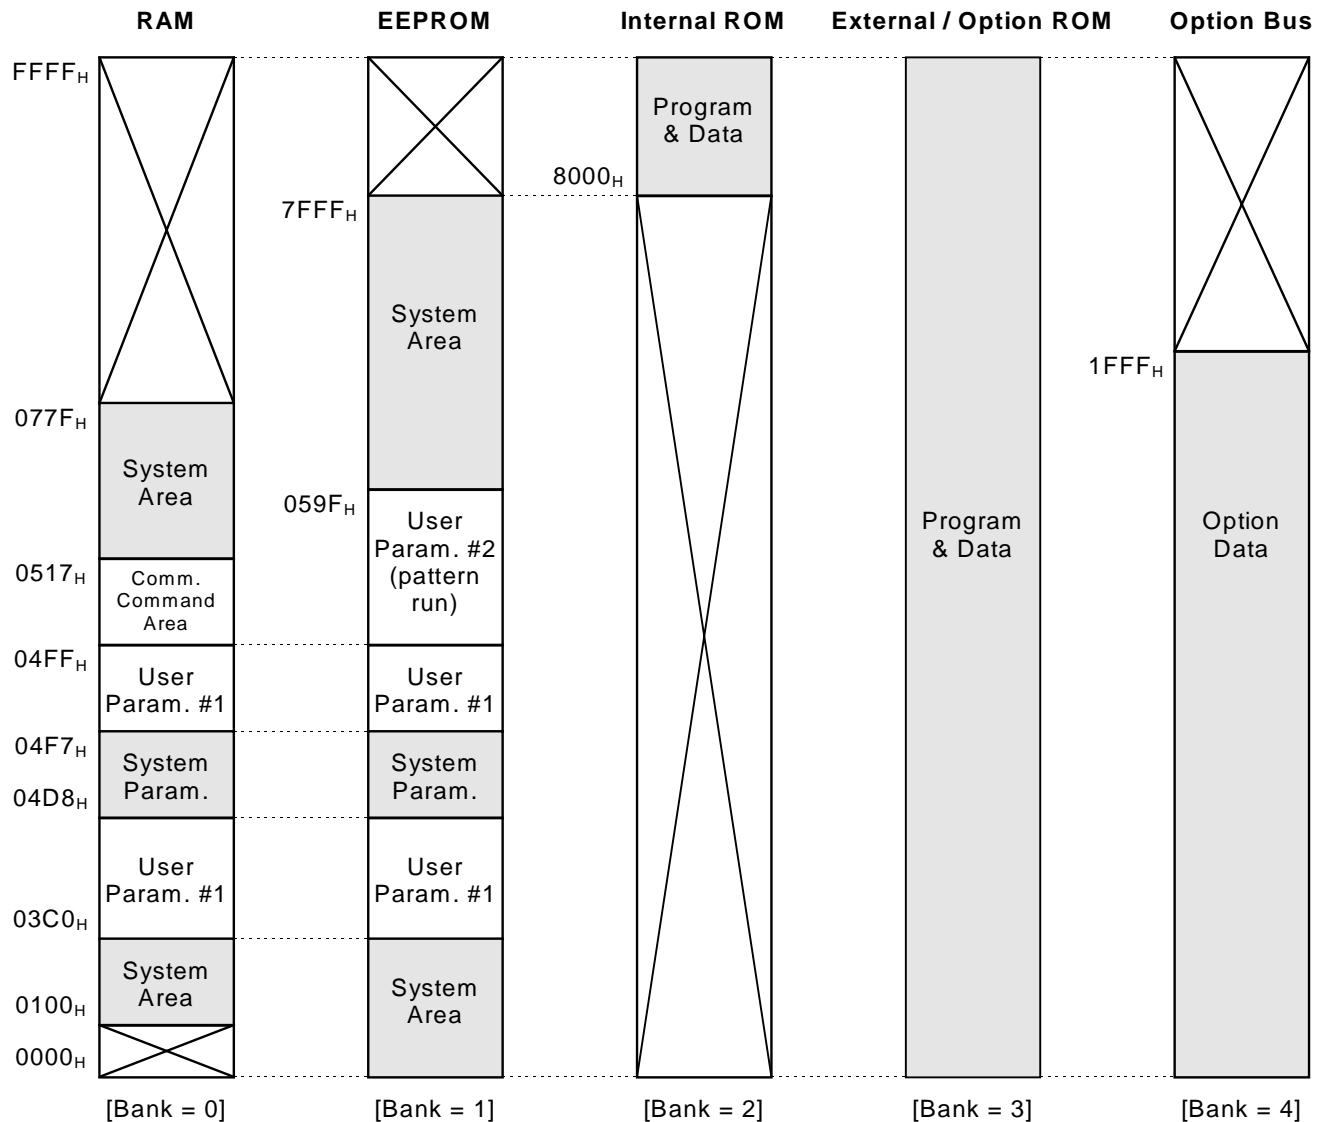 RAM EEPROM Internal ROM External / Option ROM Option Bus
FFFFH
Program
& Data
8000H
7FFFH
System
Area
1FFFH
077FH
System
Area
059FH
User
Param. #2
(pattern
run)
Program
& Data
Option
Data
0517H
Comm.
Command
Area
04FFH
User
Param. #1
User
Param. #1
04F7H
System
Param.
System
Param.
04D8H
User
Param. #1
User
Param. #1
03C0H
System
Area
System
Area
0100H
0000H
[Bank = 0] [Bank = 1] [Bank = 2] [Bank = 3] [Bank = 4]